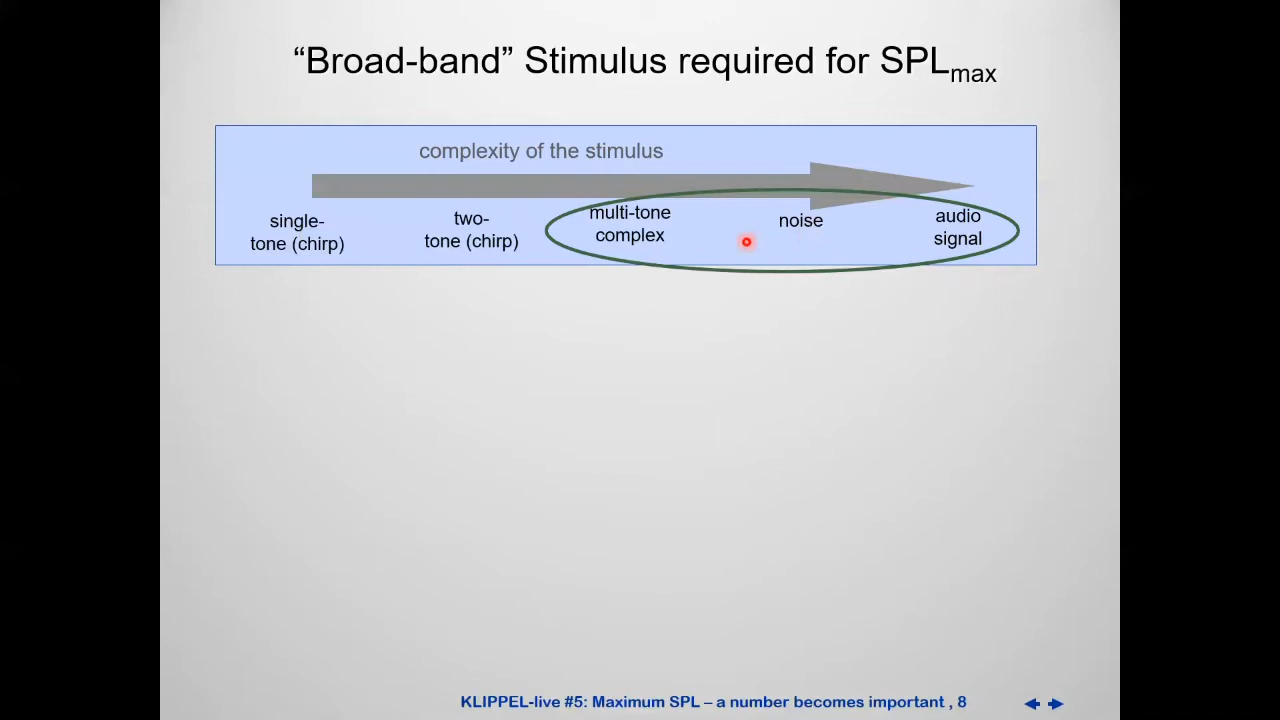 “Broad-band” Stimulus required for SPLmax
complexity of the stimulus
single-
tone (chirp)
two-
tone (chirp)
multi-tone
complex
noise
audio
signal
KLIPPEL-live #5: Maximum SPL – a number becomes important , 8